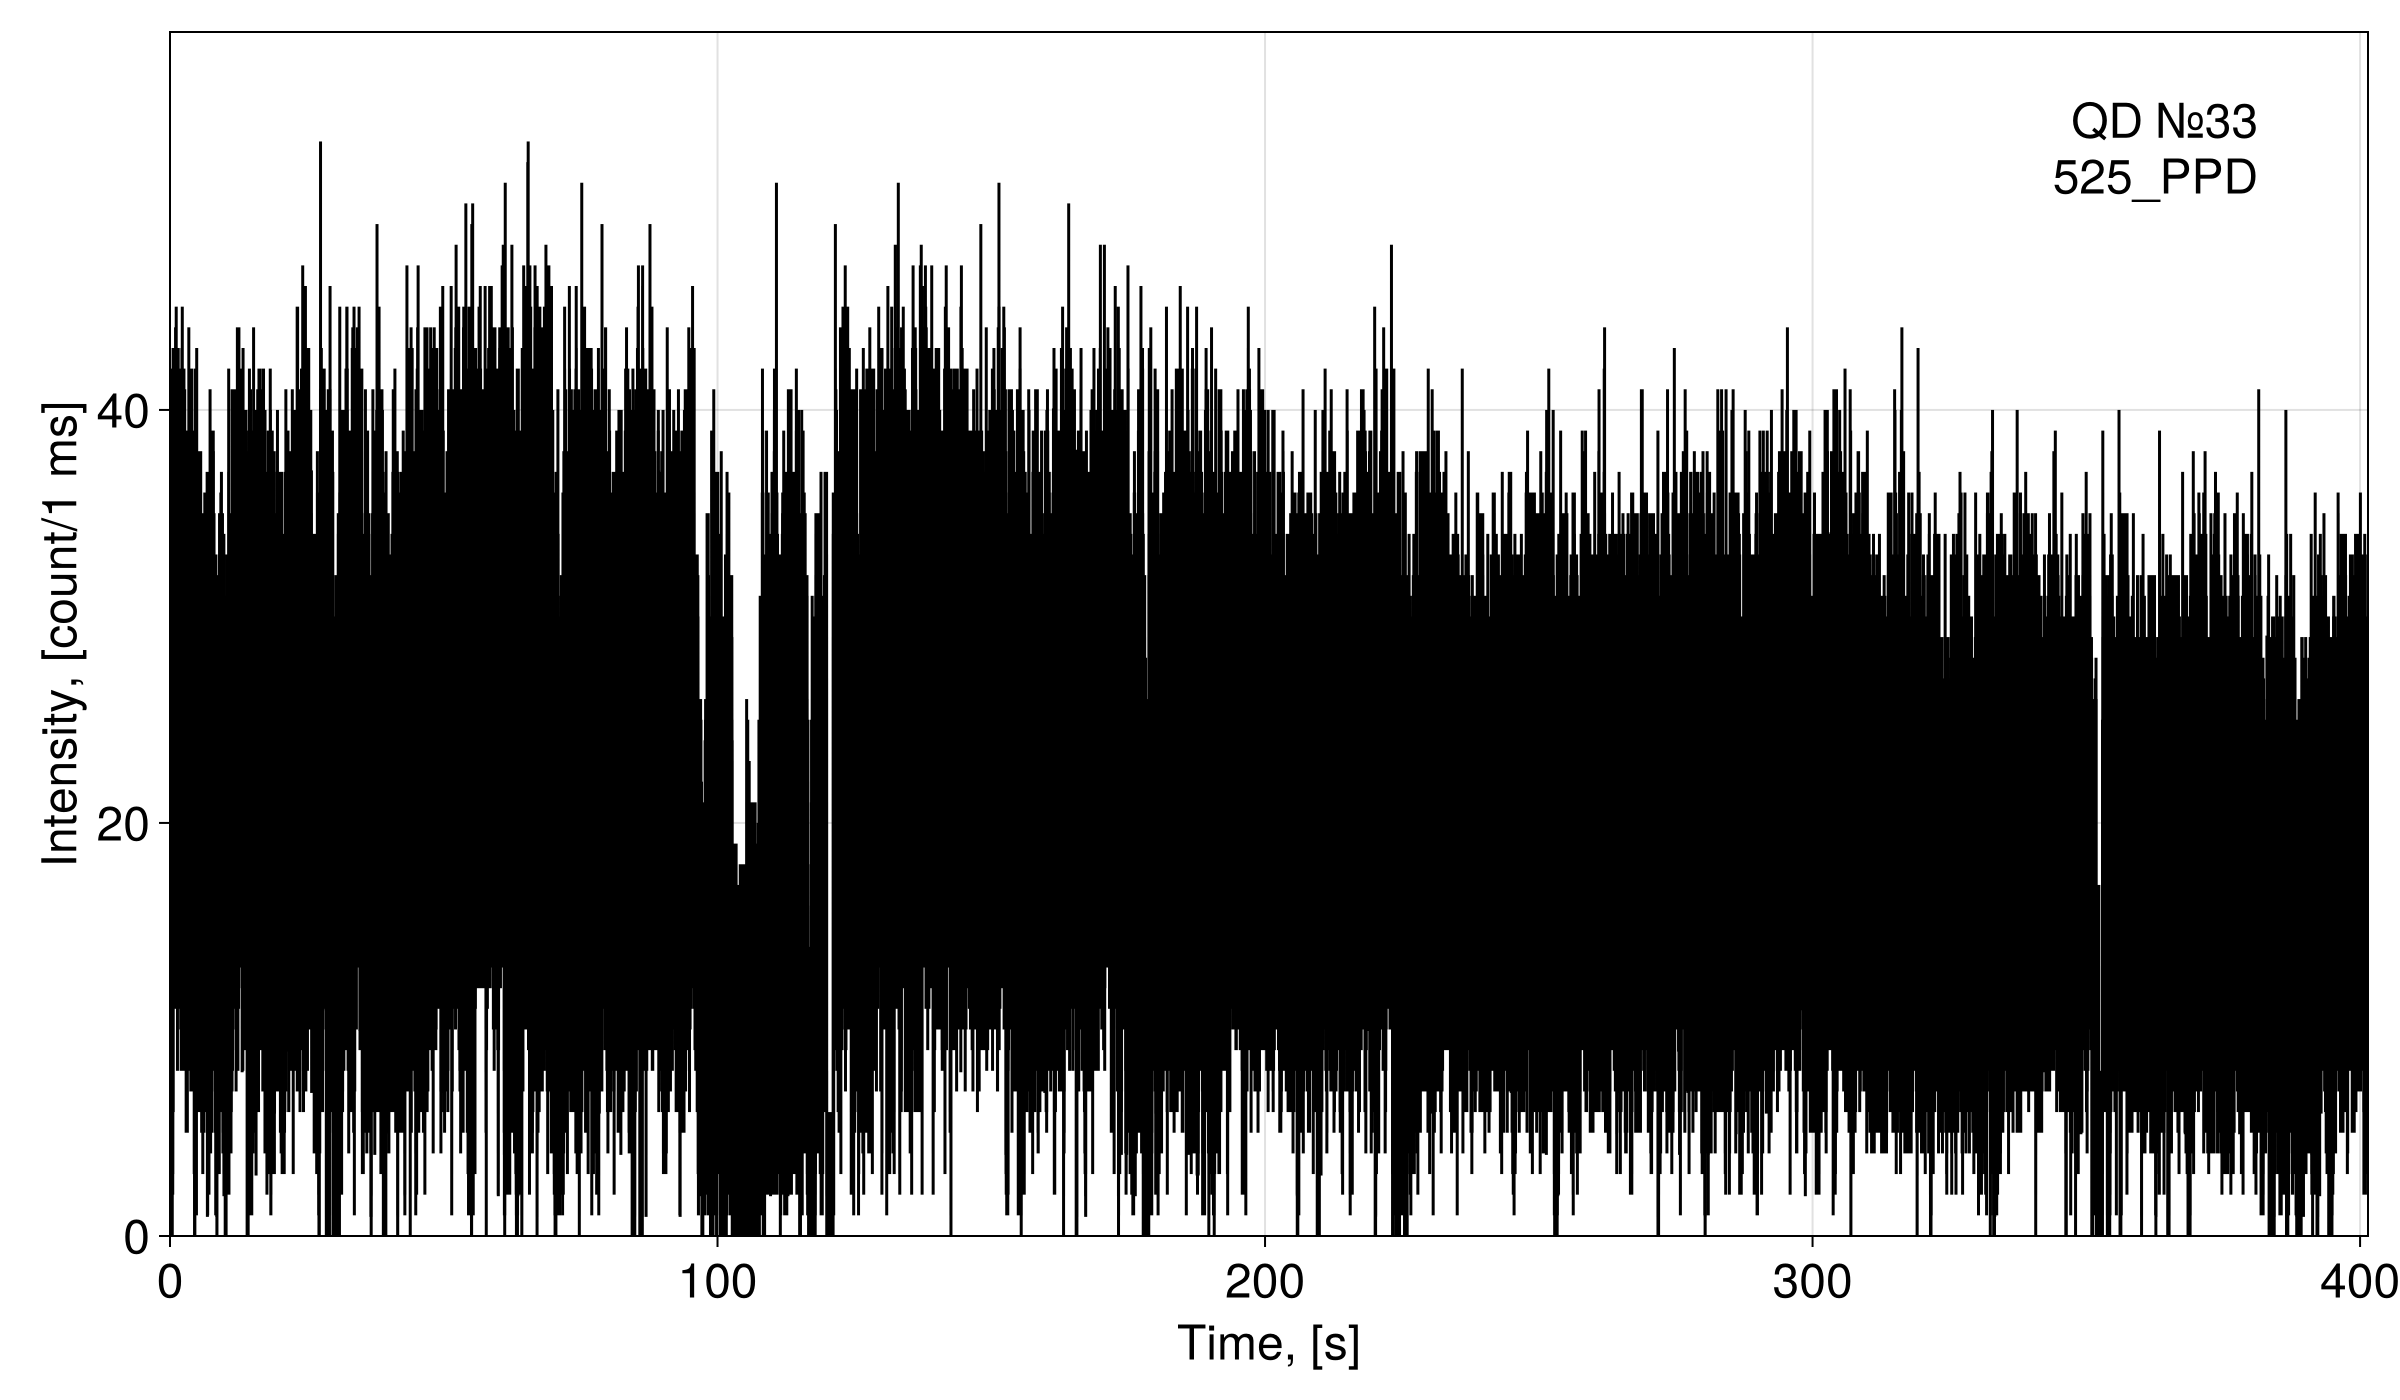 QD №33
525_PPD
Intensity, [count/1 ms]
40
20
0
0 100 200 300 400
Time, [s]